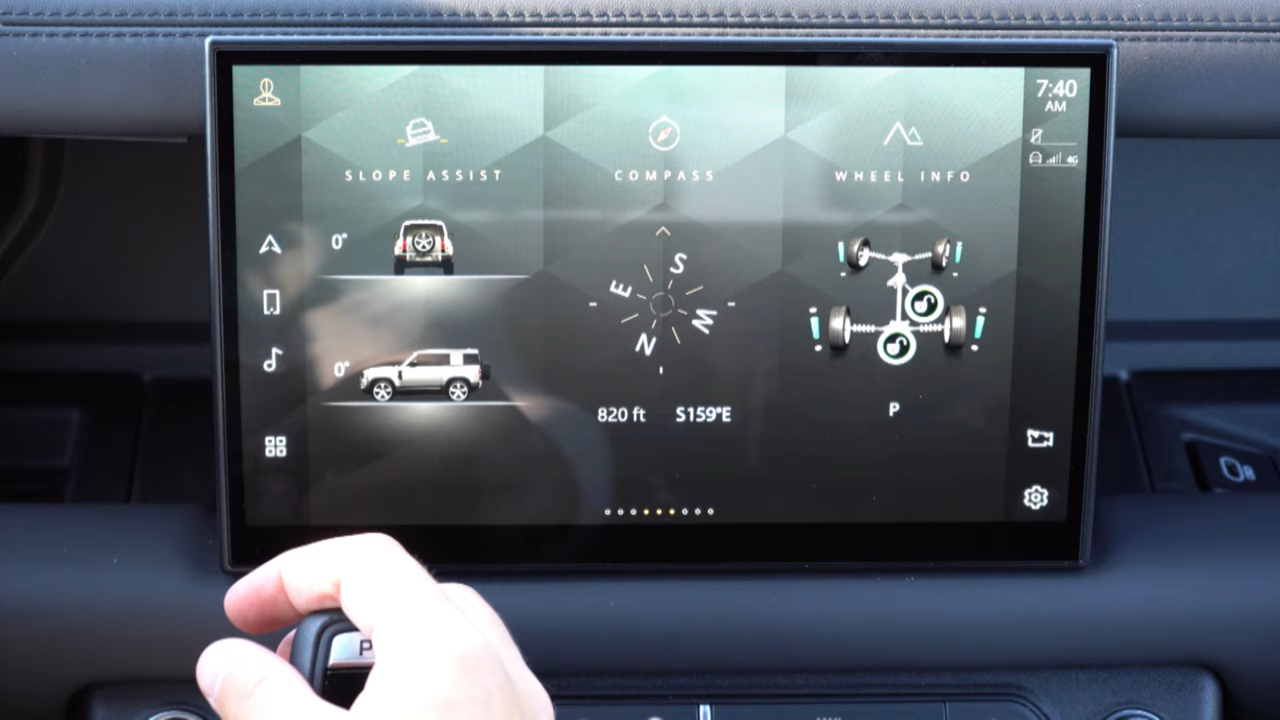 7:40
AM
4G
SLOPE ASSIST
COMPASS
WHEEL INFO
0°
S
E
W
N
0°
820 ft S159°E
P
P